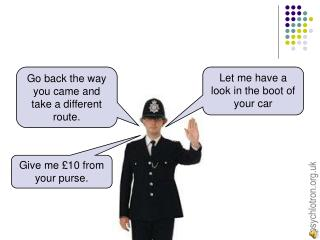 Go back the way
you came and
take a different
route.
Let me have a
look in the boot of
your car
Give me £10 from
your purse.
psychlotron.org.uk